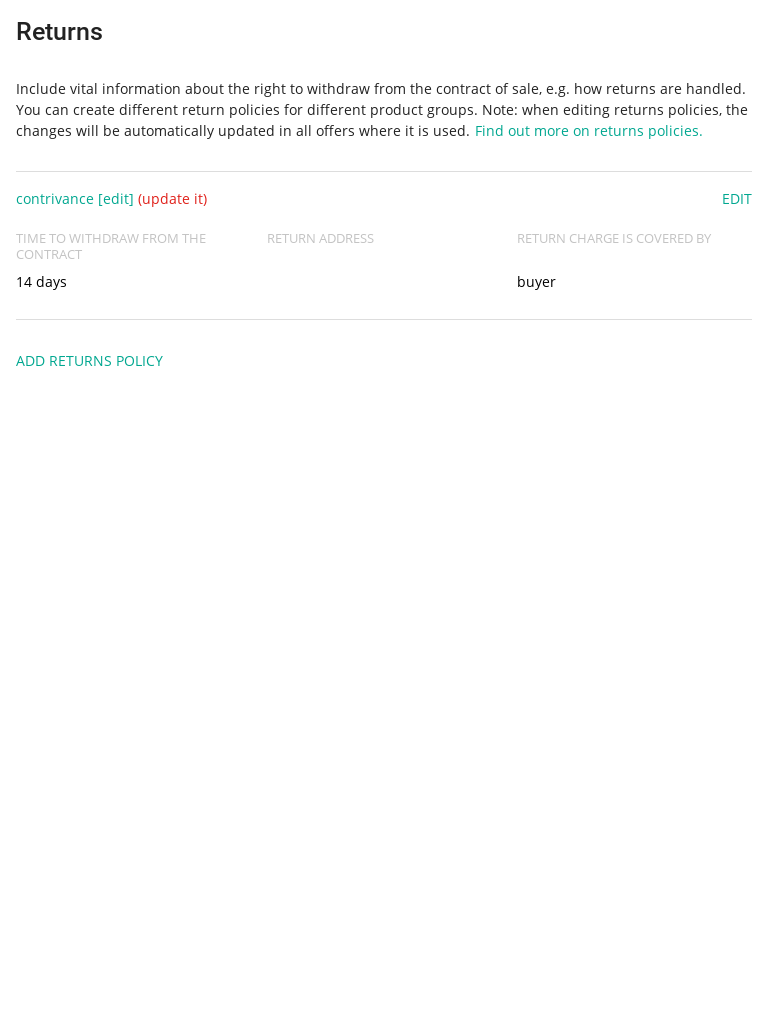 Returns
Include vital information about the right to withdraw from the contract of sale, e.g. how returns are handled.
You can create different return policies for different product groups. Note: when editing returns policies, the
changes will be automatically updated in all offers where it is used. Find out more on returns policies.
contrivance [edit] (update it) EDIT
TIME TO WITHDRAW FROM THE CONTRACT
14 days
RETURN ADDRESS
RETURN CHARGE IS COVERED BY
buyer
ADD RETURNS POLICY